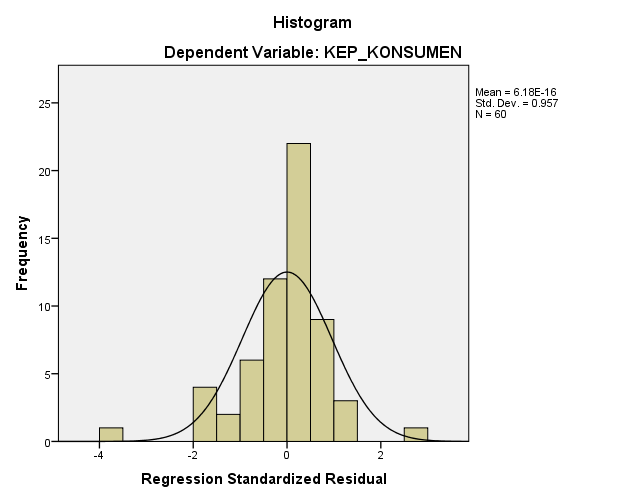 Histogram
Dependent Variable: KEP_KONSUMEN
Mean = 6.18E-16
Std. Dev. = 0.957
N = 60
Frequency
25
20
15
10
5
0
-4
-2
0
2
Regression Standardized Residual